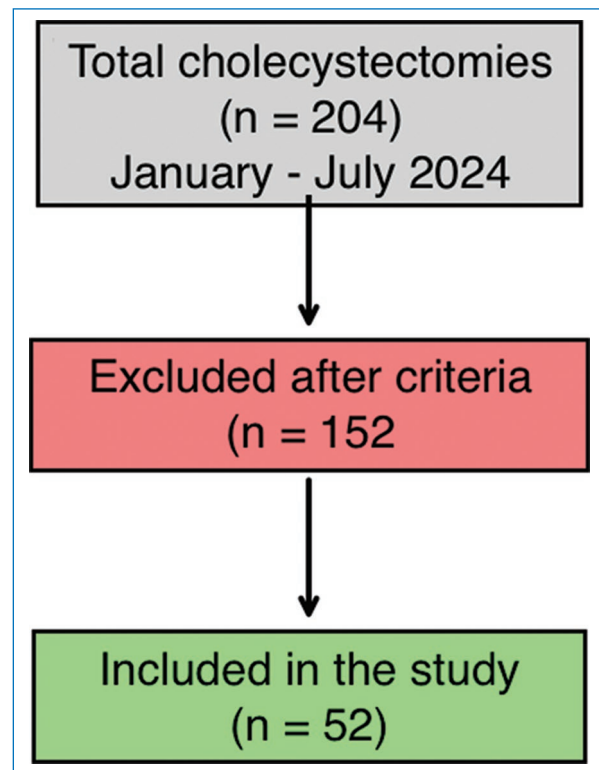 Total cholecystectomies
(n = 204)
January - July 2024
Excluded after criteria
(n = 152
Included in the study
(n = 52)